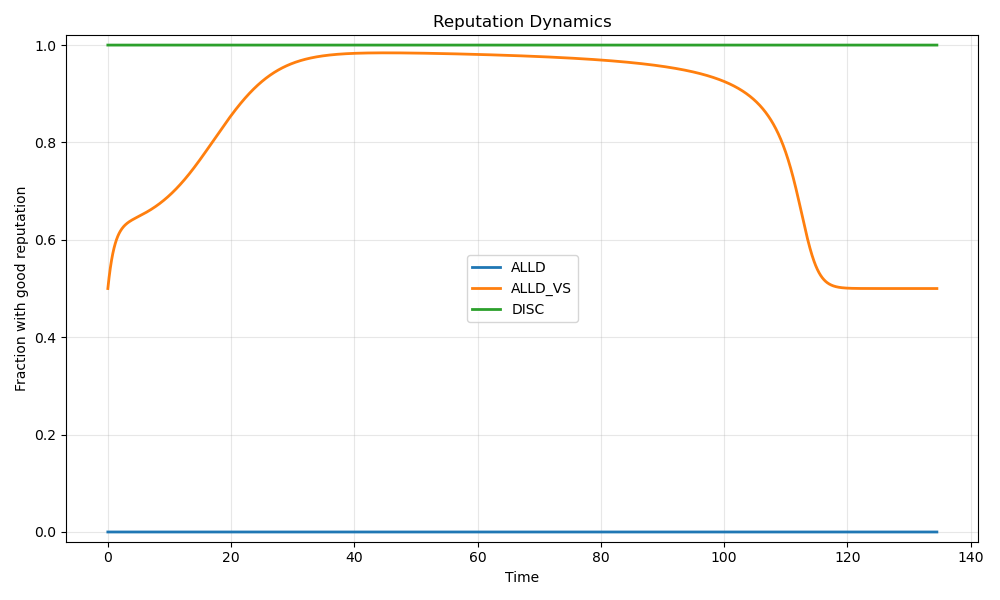 Reputation Dynamics
Fraction with good reputation
1.0
0.8
0.6
0.4
0.2
0.0
ALLD
ALLD_VS
DISC
0 20 40 60 80 100 120 140
Time